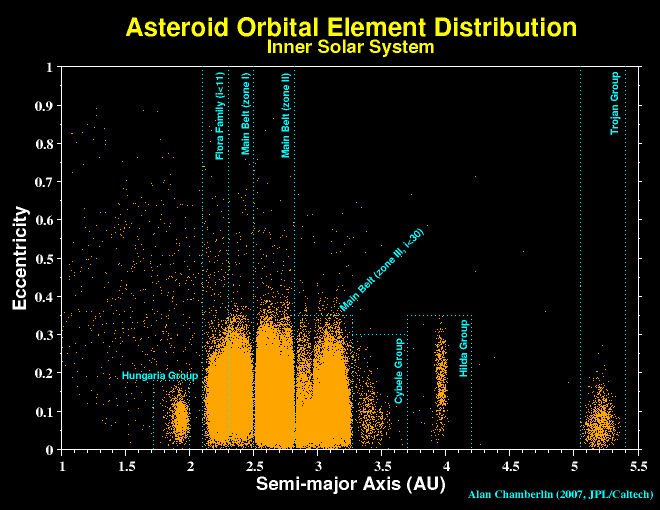 Asteroid Orbital Element Distribution
Inner Solar System
1
0.9
0.8
0.7
0.6
0.5
0.4
0.3
0.2
0.1
0
Eccentricity
Flora Family (i<11)
Main Belt (zone I)
Main Belt (zone II)
Trojan Group
Main Belt (zone III, i<30)
Hungaria Group
Cybele Group
Hilda Group
1 1.5 2 2.5 3 3.5 4 4.5 5 5.5
Semi-major Axis (AU)
Alan Chamberlin (2007, JPL/Caltech)